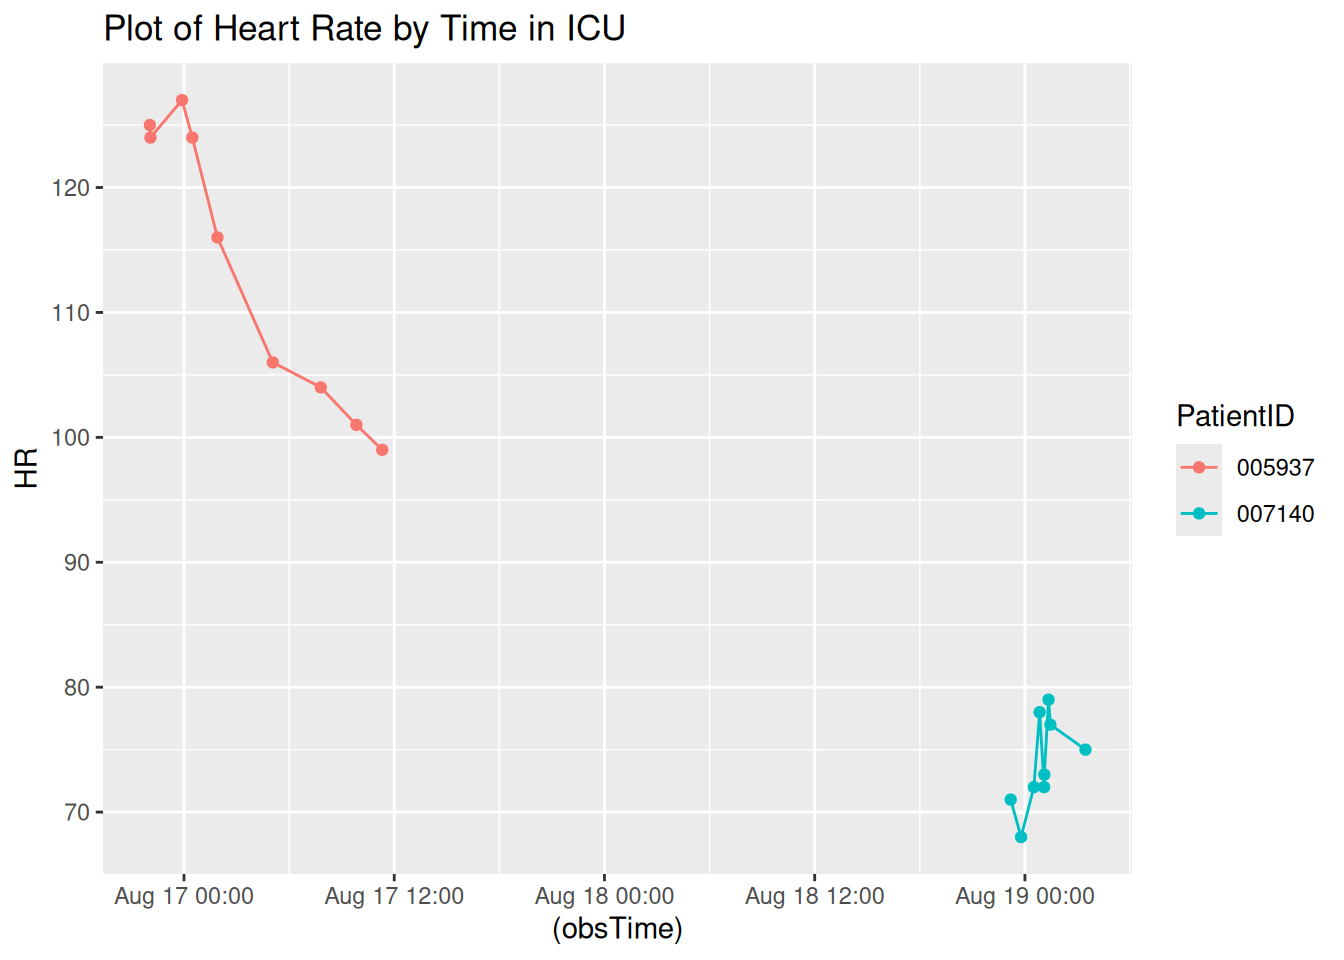 Plot of Heart Rate by Time in ICU
HR
120
110
100
90
80
70
Aug 17 00:00 Aug 17 12:00 Aug 18 00:00 Aug 18 12:00 Aug 19 00:00
(obsTime)
PatientID
005937
007140